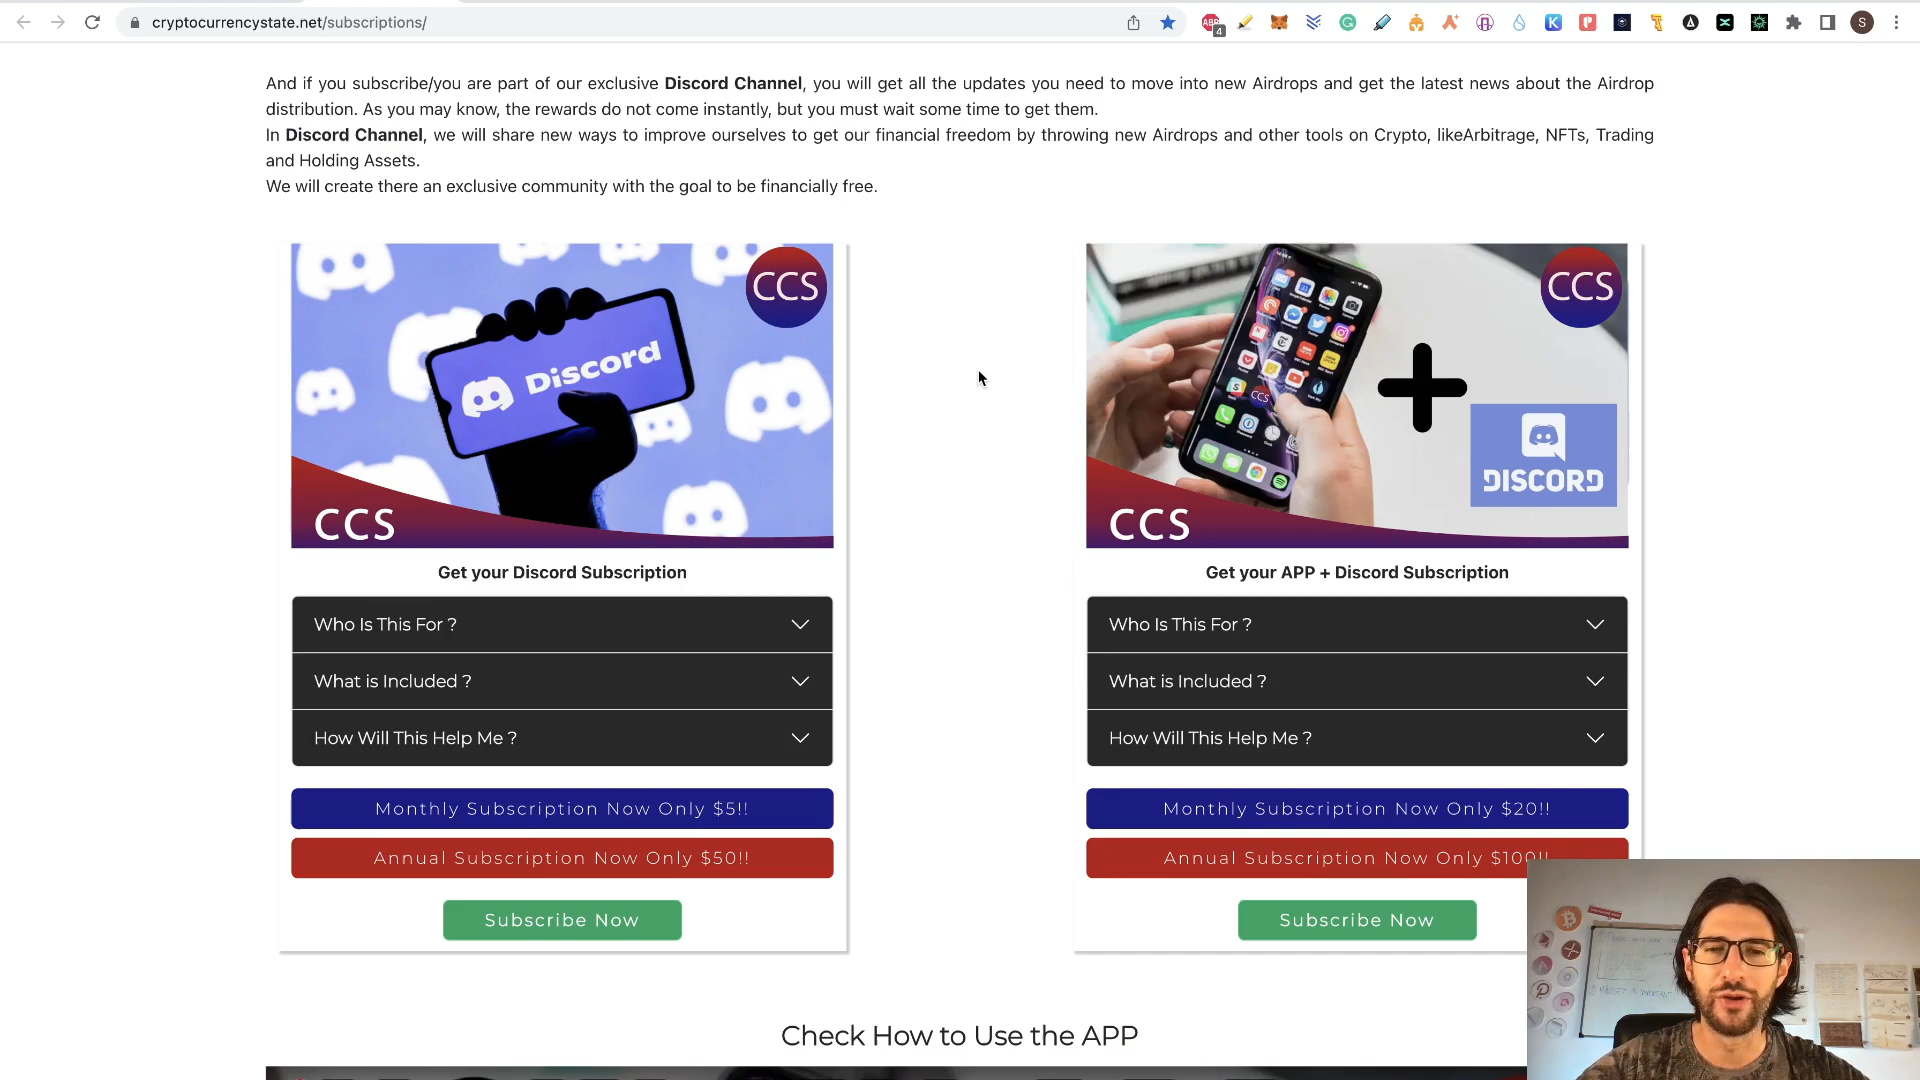 cryptocurrencystate.net/subscriptions/
ABP
4
S
And if you subscribe/you are part of our exclusive Discord Channel, you will get all the updates you need to move into new Airdrops and get the latest news about the Airdrop
distribution. As you may know, the rewards do not come instantly, but you must wait some time to get them.
In Discord Channel, we will share new ways to improve ourselves to get our financial freedom by throwing new Airdrops and other tools on Crypto, likeArbitrage, NFTs, Trading
and Holding Assets.
We will create there an exclusive community with the goal to be financially free.
CCS
Discord
CCS
Get your Discord Subscription
Who Is This For ?
What is Included ?
How Will This Help Me ?
Monthly Subscription Now Only $5!!
Annual Subscription Now Only $50!!
Subscribe Now
CCS
DISCORD
CCS
CCS
Get your APP + Discord Subscription
Who Is This For ?
What is Included ?
How Will This Help Me ?
Monthly Subscription Now Only $20!!
Annual Subscription Now Only $100!!
Subscribe Now
Check How to Use the APP